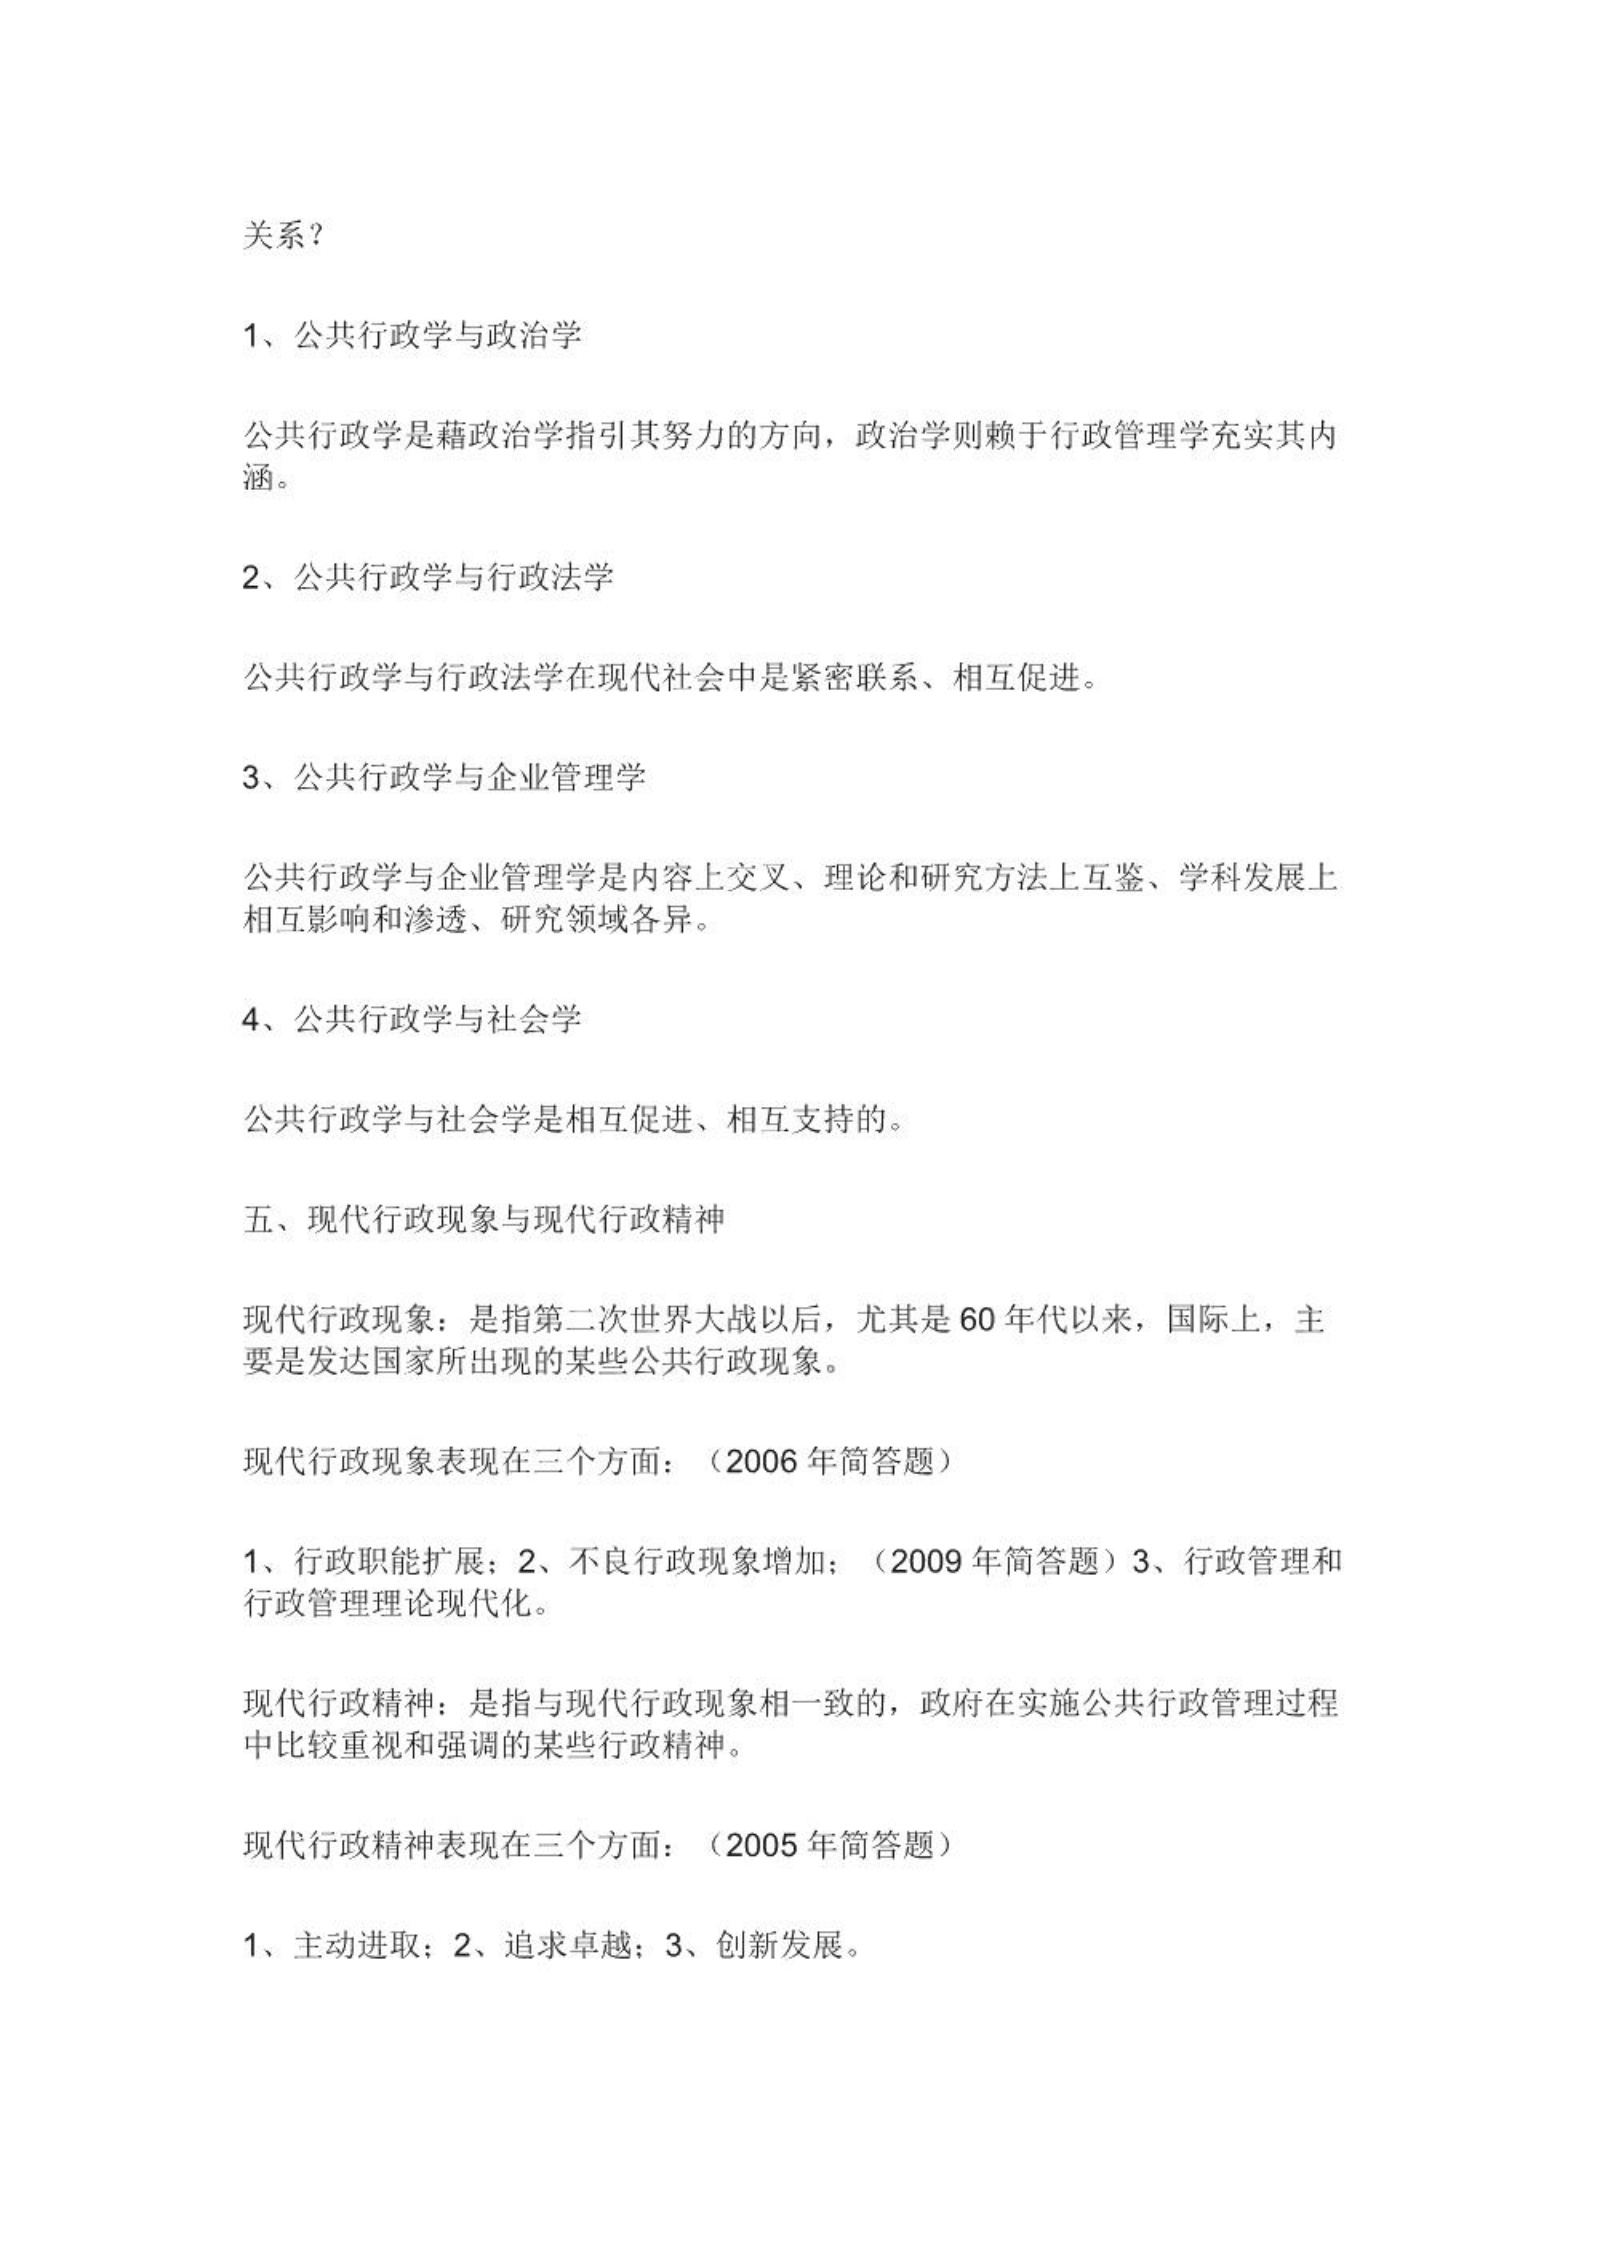 关系？
1、公共行政学与政治学
公共行政学是藉政治学指引其努力的方向，政治学则赖于行政管理学充实其内
涵。
2、公共行政学与行政法学
公共行政学与行政法学在现代社会中是紧密联系、相互促进。
3、公共行政学与企业管理学
公共行政学与企业管理学是内容上交叉、理论和研究方法上互鉴、学科发展上
相互影响和渗透、研究领域各异。
4、公共行政学与社会学
公共行政学与社会学是相互促进、相互支持的。
五、现代行政现象与现代行政精神
现代行政现象：是指第二次世界大战以后，尤其是 60 年代以来，国际上，主
要是发达国家所出现的某些公共行政现象。
现代行政现象表现在三个方面：（2006 年简答题）
1、行政职能扩展；2、不良行政现象增加；（2009 年简答题）3、行政管理和
行政管理理论现代化。
现代行政精神：是指与现代行政现象相一致的，政府在实施公共行政管理过程
中比较重视和强调的某些行政精神。
现代行政精神表现在三个方面：（2005 年简答题）
1、主动进取；2、追求卓越；3、创新发展。